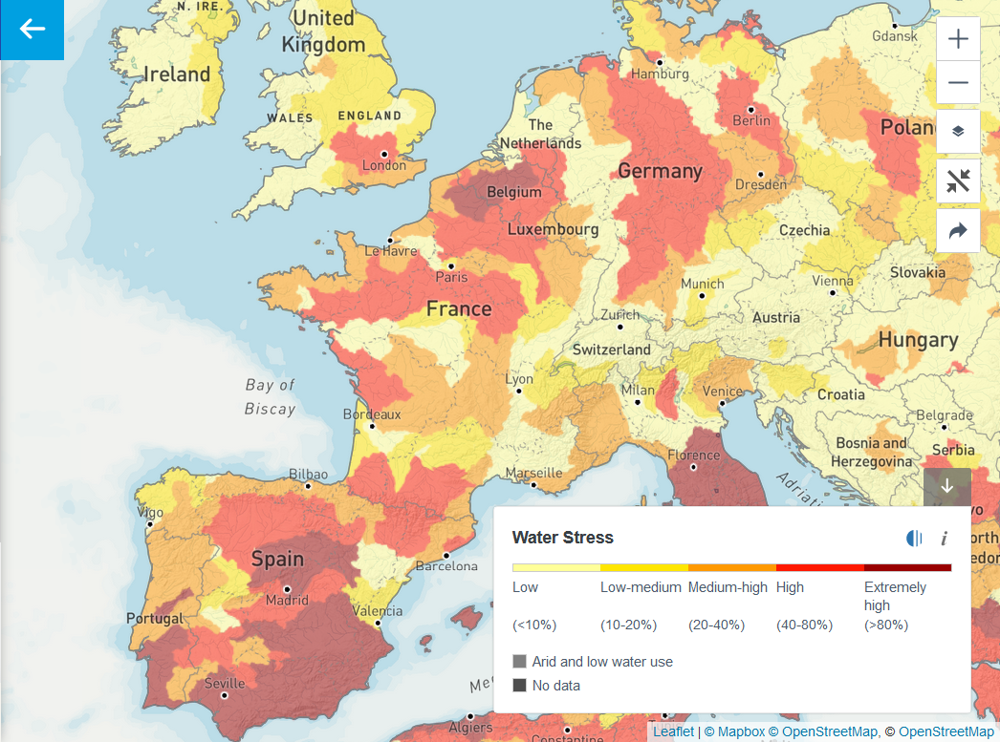 N. IRE.
United
Kingdom
Ireland
WALES
ENGLAND
London
The
Netherlands
Hamburg
Gdansk
Berlin
Germany
Dresden
Belgium
Luxembourg
Czechia
Le Havre
Paris
France
Munich
Vienna
Slovakia
Zurich
Austria
Switzerland
Hungary
Lyon
Milan
Venice
Croatia
Bay of
Biscay
Bordeaux
Belgrade
Bosnia and
Herzegovina
Serbia
Florence
Marseille
Bilbao
Vigo
Spain
Barcelona
Madrid
Portugal
Valencia
Seville
Algiers
Constantine
Water Stress
i
Low
Low-medium
Medium-high
High
Extremely
high
(<10%)
(10-20%)
(20-40%)
(40-80%)
(>80%)
Arid and low water use
No data
Leaflet | © Mapbox © OpenStreetMap, © OpenStreetMap